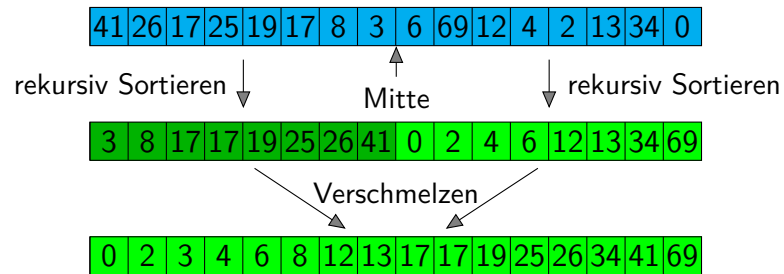 41 26 17 25 19 17 8 3 6 69 12 4 2 13 34 0
rekursiv Sortieren Mitte rekursiv Sortieren
3 8 17 17 19 25 26 41 0 2 4 6 12 13 34 69
Verschmelzen
0 2 3 4 6 8 12 13 17 17 19 25 26 34 41 69